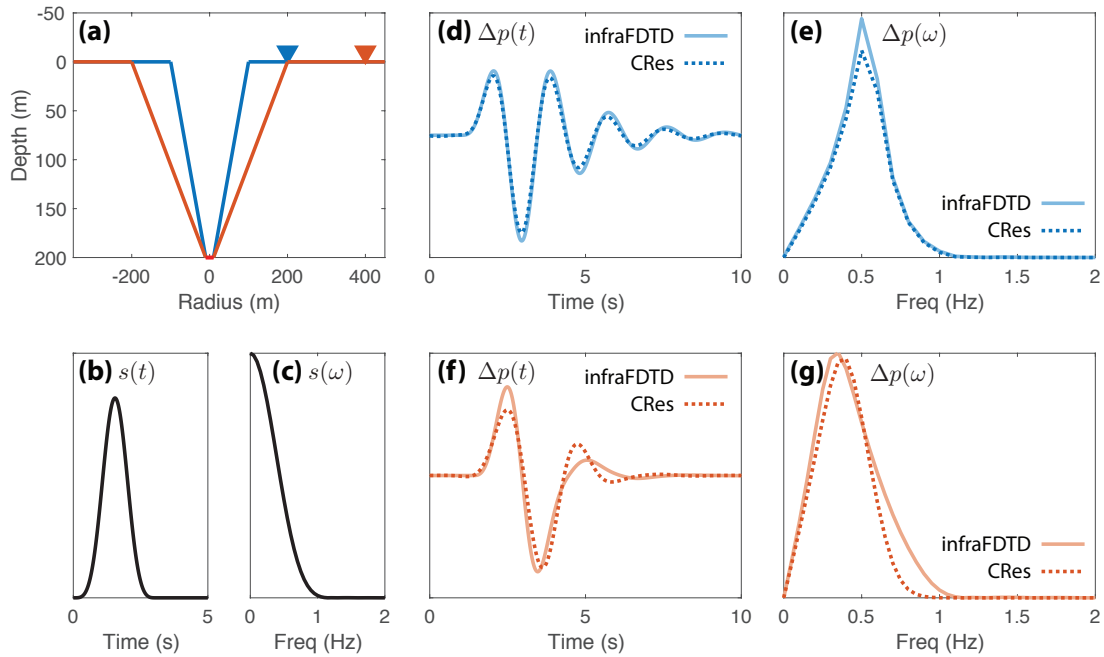 (a)
-50
0
-50
100
150
200
Depth (m)
-200
0
200
400
Radius (m)
(b) s(t)
0
5
Time (s)
(c) s(ω)
0
1
2
Freq (Hz)
(d) Δp(t)
infraFDTD
CRes
0
5
10
Time (s)
(e) Δp(ω)
infraFDTD
CRes
0
0.5
1
1.5
2
Freq (Hz)
(f) Δp(t)
infraFDTD
CRes
0
5
10
Time (s)
(g) Δp(ω)
infraFDTD
CRes
0
0.5
1
1.5
2
Freq (Hz)